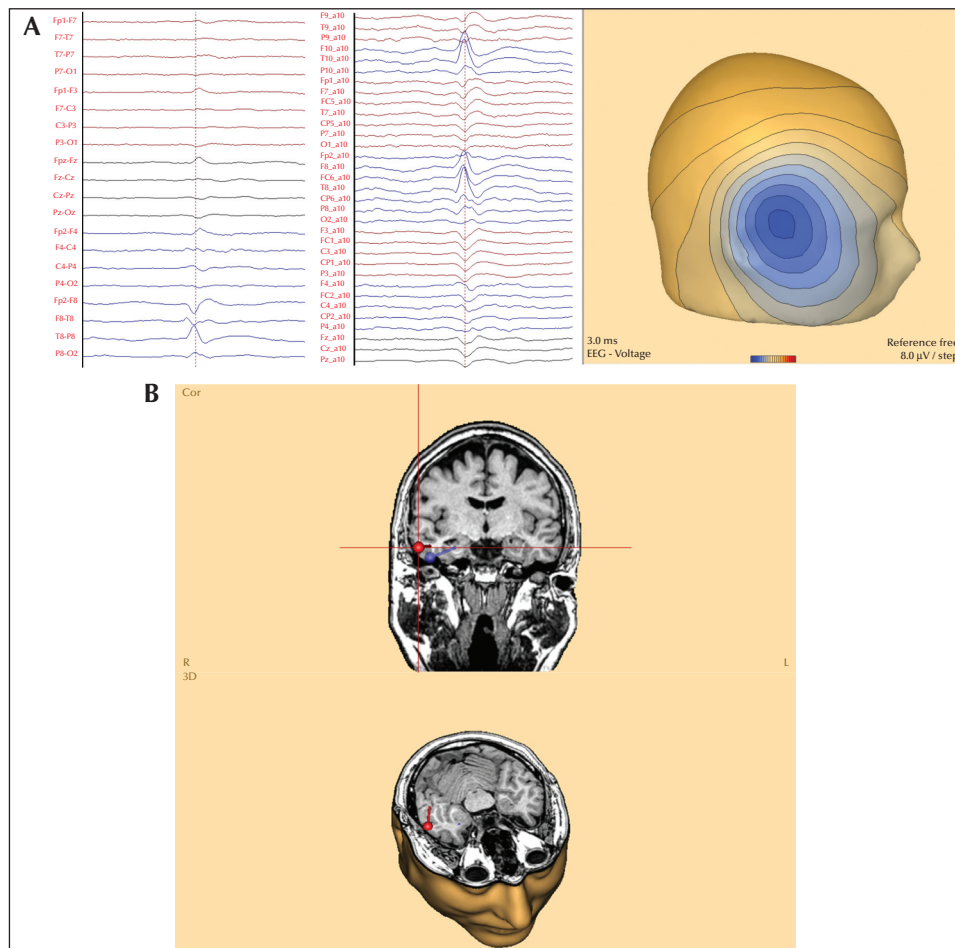 A
Fp1-F7
F7-T7
T7-P7
P7-O1
Fp1-F3
F7-C3
C3-P3
P3-O1
Fpz-Fz
Fz-Cz
Cz-Pz
Pz-Oz
Fp2-F4
F4-C4
C4-P4
P4-O2
Fp2-F8
F8-T8
T8-P8
P8-O2
F9_a10
T9_a10
P9_a10
F10_a10
T10_a10
P10_a10
Fp1_a10
F7_a10
FC5_a10
T7_a10
CP5_a10
P7_a10
O1_a10
Fp2_a10
F8_a10
FC6_a10
T8_a10
CP6_a10
P8_a10
O2_a10
F3_a10
FC1_a10
C3_a10
CP1_a10
P3_a10
F4_a10
FC2_a10
C4_a10
CP2_a10
P4_a10
Fz_a10
Cz_a10
Pz_a10
3.0 ms
EEG - Voltage
Reference free
8.0 µV / step
B
Cor
R
L
3D